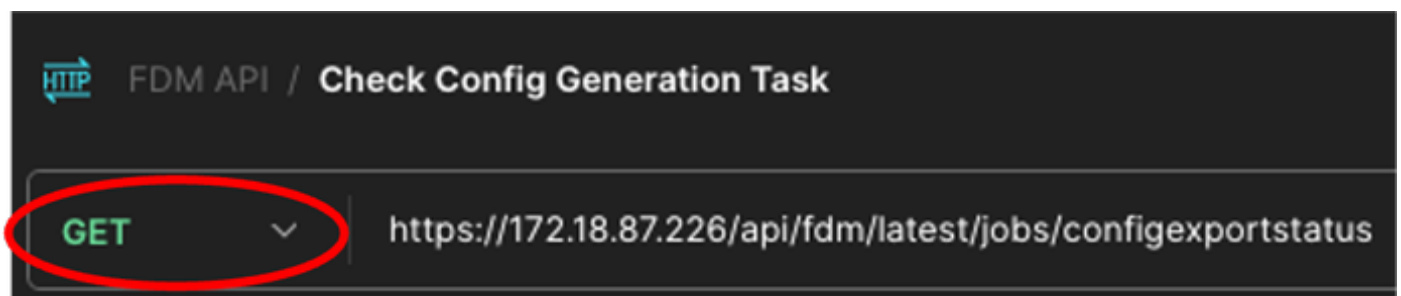 HTTP FDM API / Check Config Generation Task
GET https://172.18.87.226/api/fdm/latest/jobs/configexportstatus